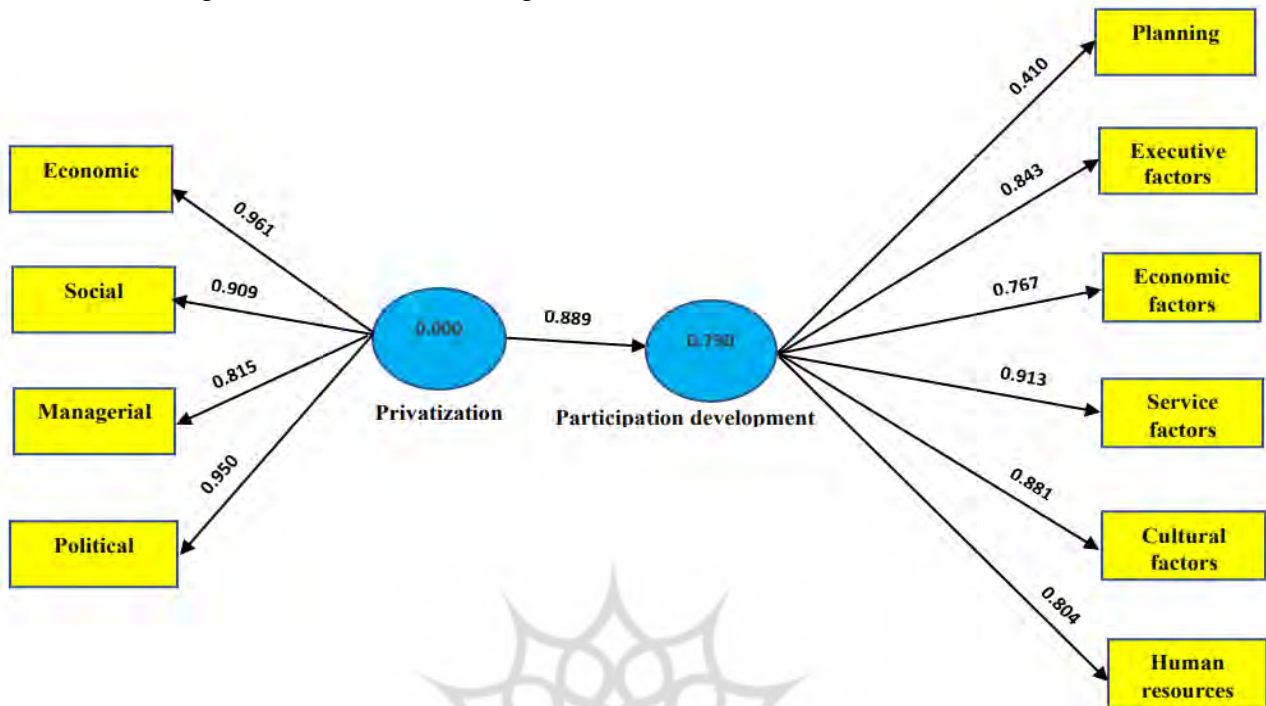 Planning
0.410
Executive
factors
0.843
Economic
0.961
Economic
factors
0.767
Social
0.909
0.000
0.889
0.790
Managerial
0.815
Privatization
Participation development
0.913
Service
factors
Political
0.950
0.881
Cultural
factors
0.804
Human
resources